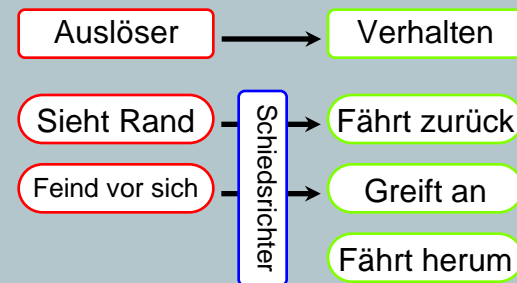 Auslöser
Verhalten
Sieht Rand
Schiedsrichter
Fährt zurück
Feind vor sich
Greift an
Fährt herum